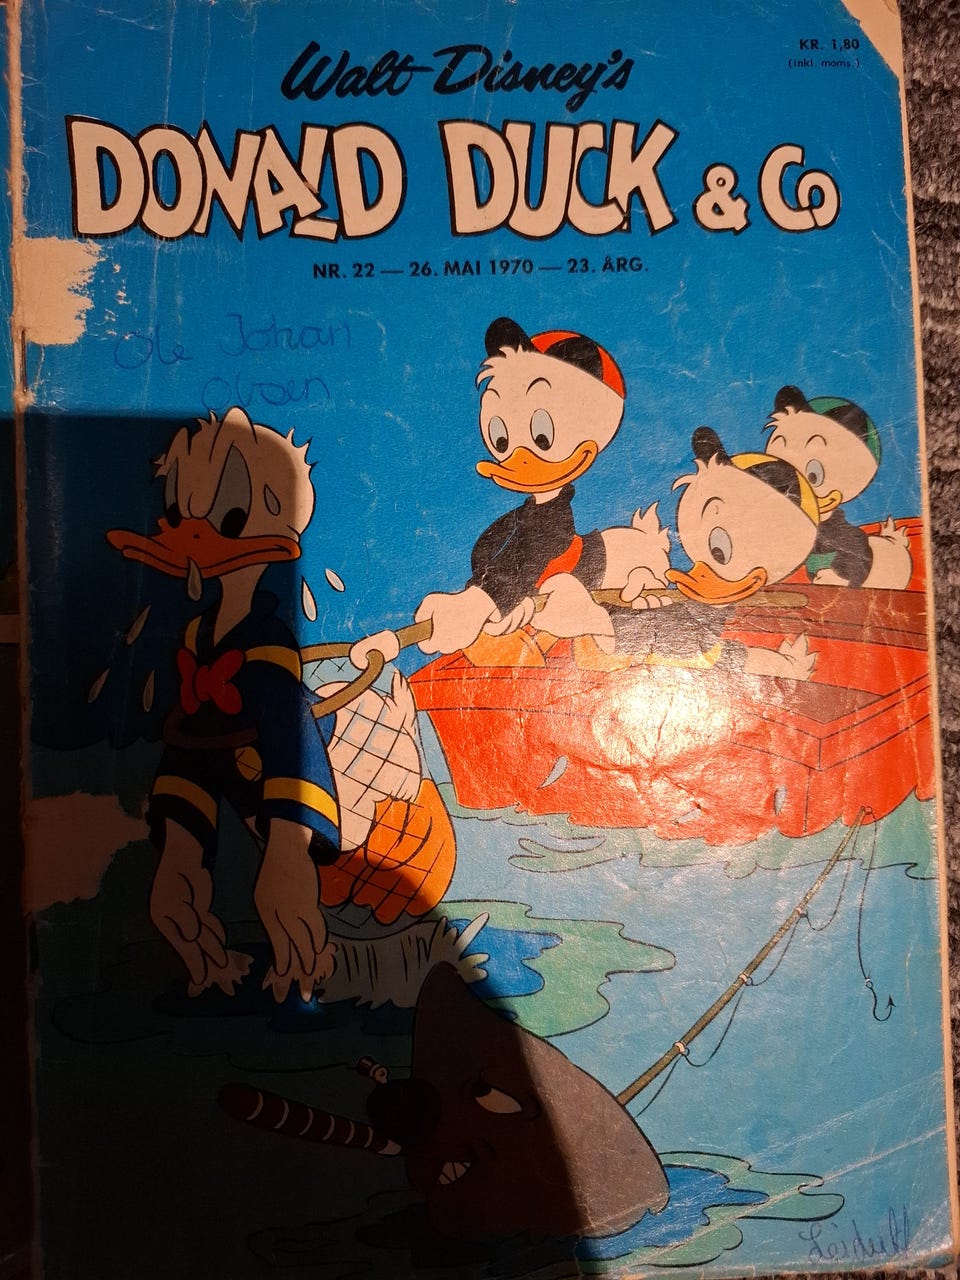 KR. 1,80
(inkl. moms.)
Walt Disney's
DONALD DUCK & Co
NR. 22 — 26. MAI 1970 — 23. ÅRG.
Ole Johan
Olsen